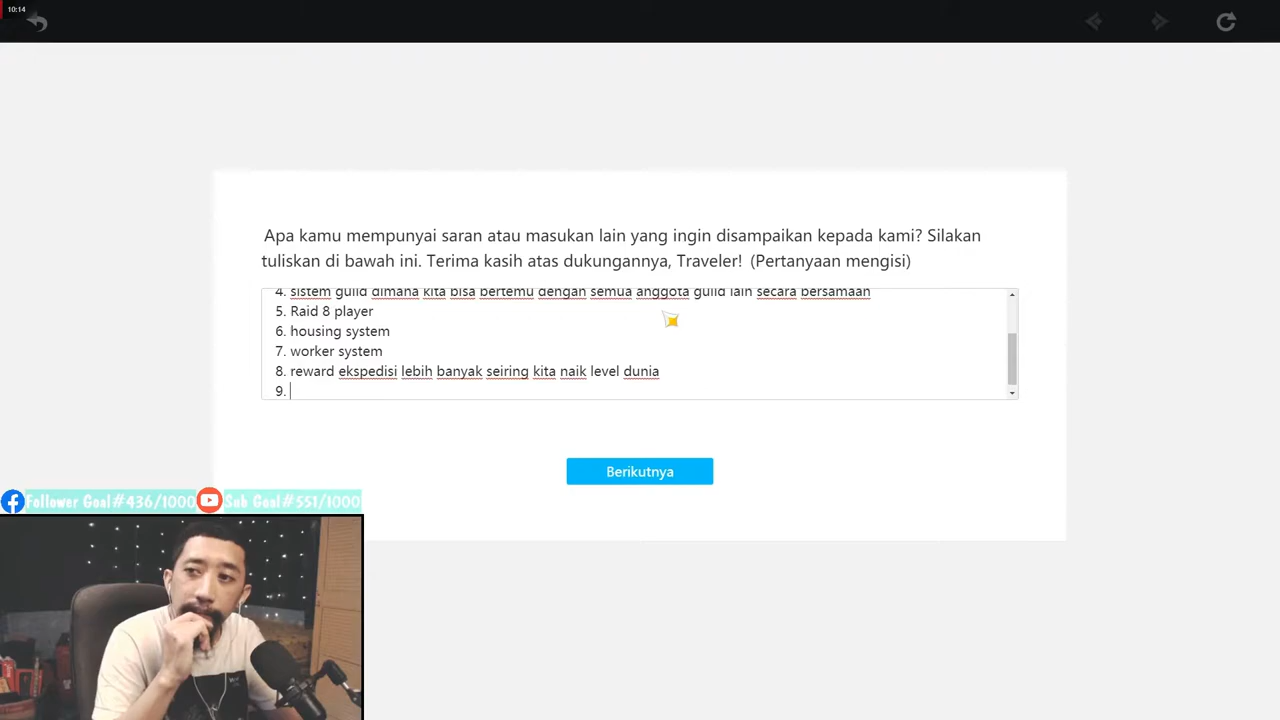 10:14
Apa kamu mempunyai saran atau masukan lain yang ingin disampaikan kepada kami? Silakan
tuliskan di bawah ini. Terima kasih atas dukungannya, Traveler! (Pertanyaan mengisi)
4. sistem guild dimana kita bisa bertemu dengan semua anggota guild lain secara bersamaan
5. Raid 8 player
6. housing system
7. worker system
8. reward ekspedisi lebih banyak seiring kita naik level dunia
9.
Berikutnya
Follower Goal#436/1000 Sub Goal#551/1000